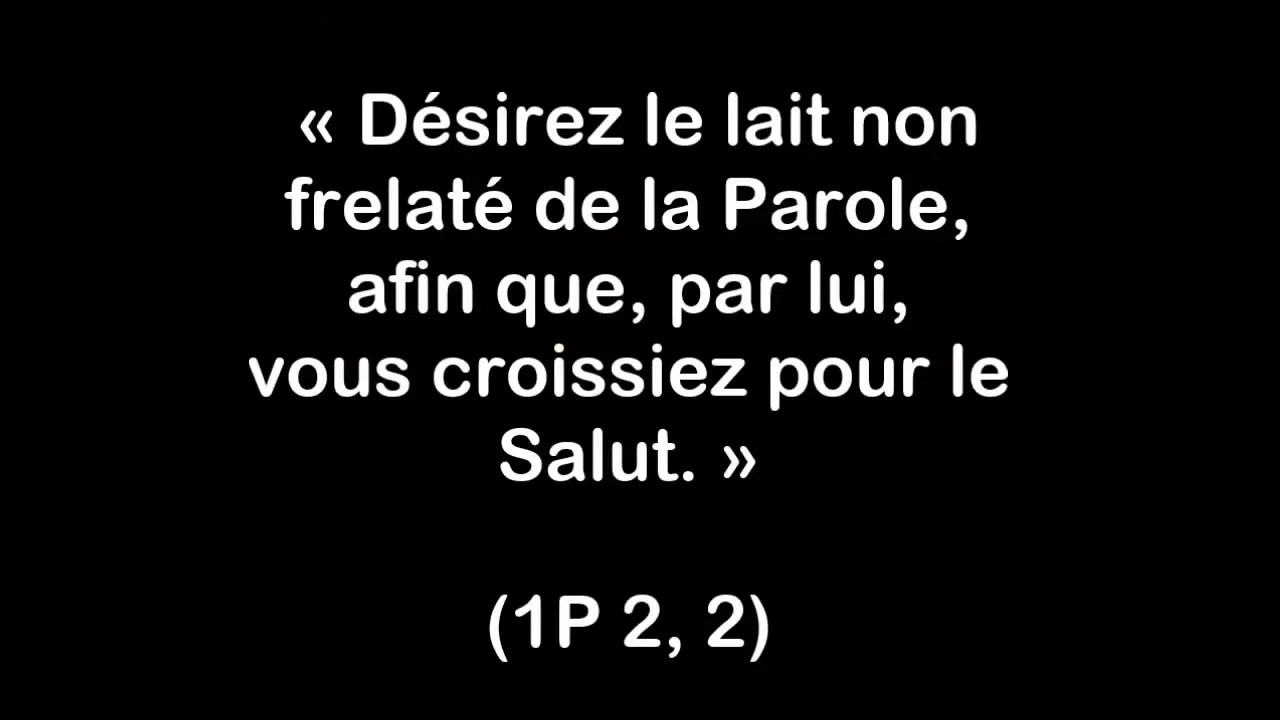 « Désirez le lait non
frelaté de la Parole,
afin que, par lui,
vous croissiez pour le
Salut. »
(1P 2, 2)